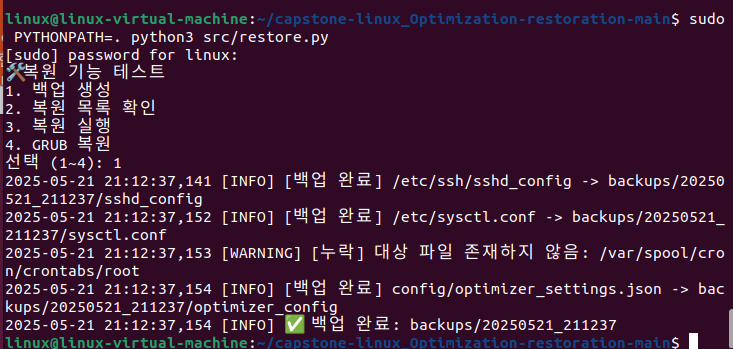 linux@linux-virtual-machine:~/capstone-linux_Optimization-restoration-main$ sudo
 PYTHONPATH=. python3 src/restore.py
[sudo] password for linux:
🛠복원 기능 테스트
1. 백업 생성
2. 복원 목록 확인
3. 복원 실행
4. GRUB 복원
선택 (1~4): 1
2025-05-21 21:12:37,141 [INFO] [백업 완료] /etc/ssh/sshd_config -> backups/20250
521_211237/sshd_config
2025-05-21 21:12:37,152 [INFO] [백업 완료] /etc/sysctl.conf -> backups/20250521_
211237/sysctl.conf
2025-05-21 21:12:37,153 [WARNING] [누락] 대상 파일 존재하지 않음: /var/spool/cro
n/crontabs/root
2025-05-21 21:12:37,154 [INFO] [백업 완료] config/optimizer_settings.json -> bac
kups/20250521_211237/optimizer_config
2025-05-21 21:12:37,154 [INFO] ✅ 백업 완료: backups/20250521_211237
linux@linux-virtual-machine:~/capstone-linux_Optimization-restoration-main$